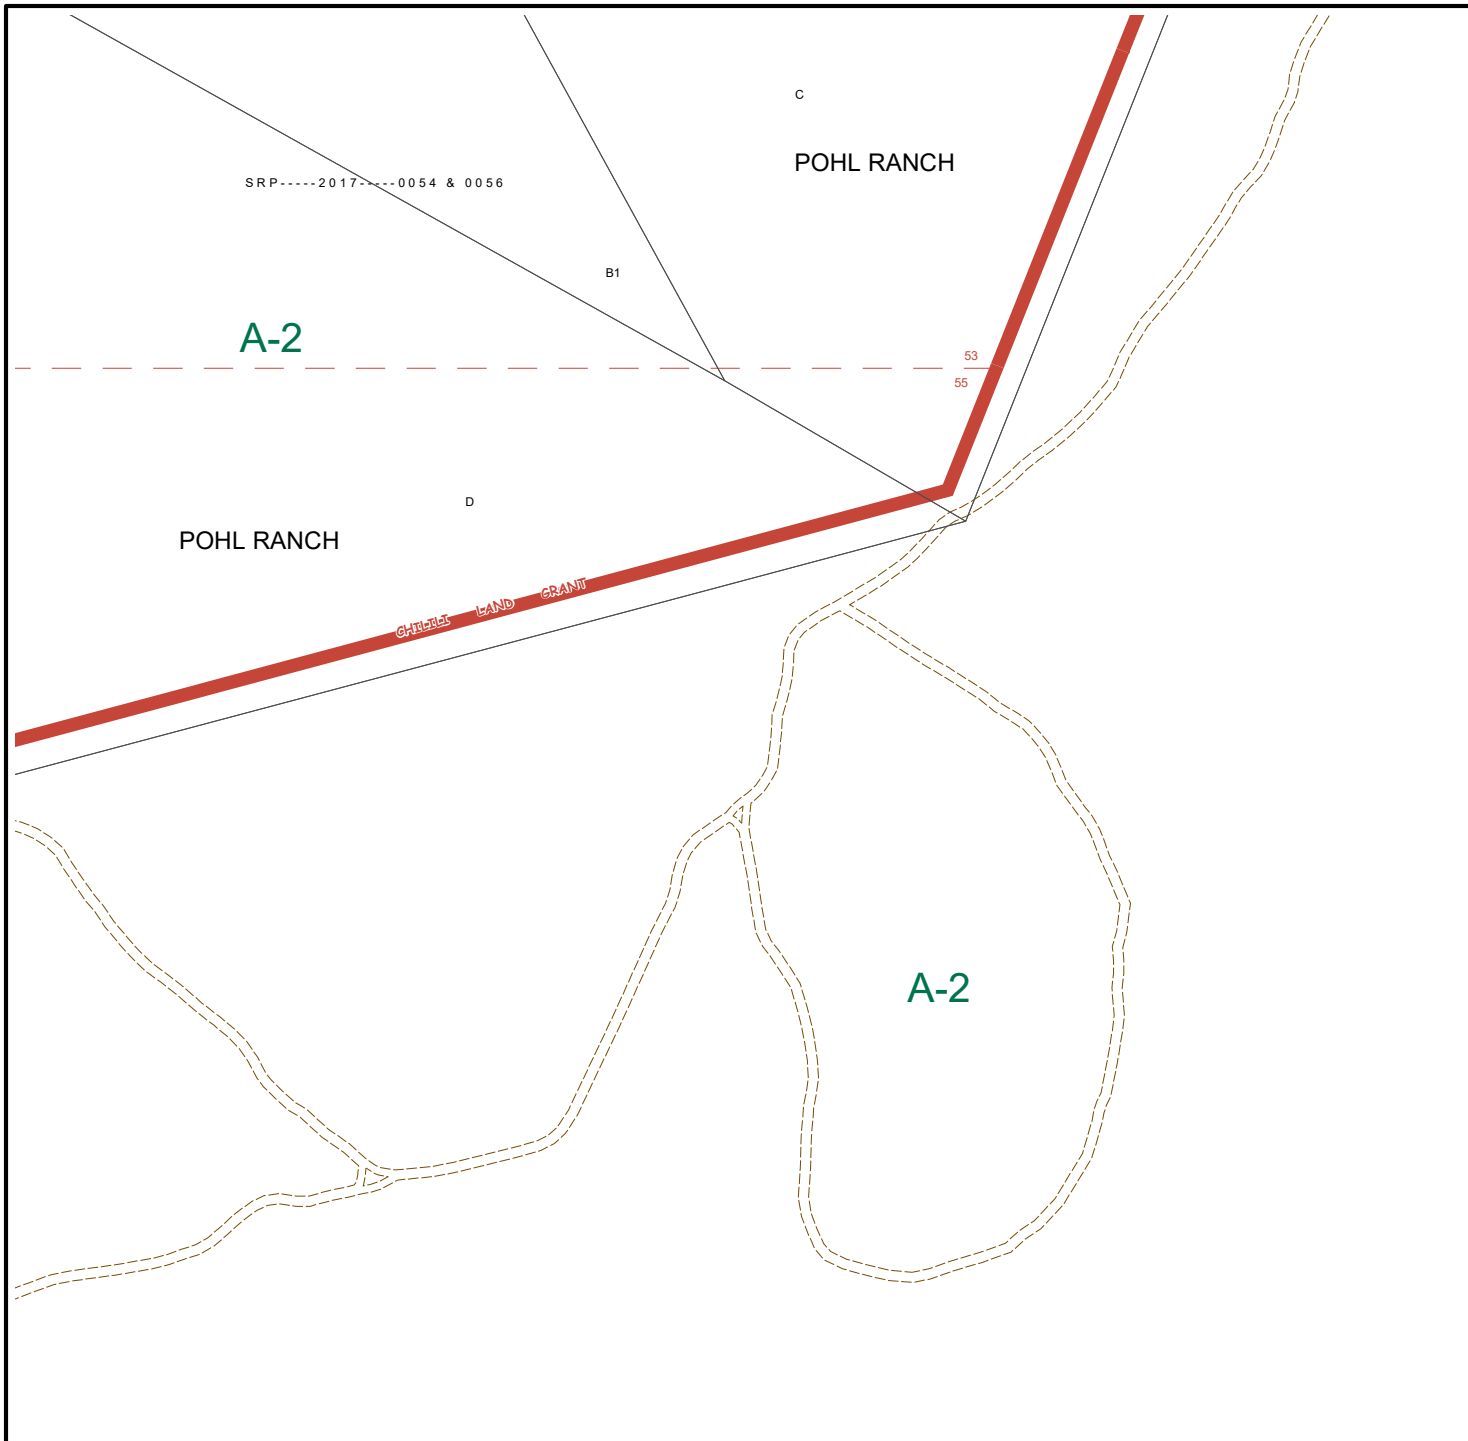 C
POHL RANCH
SRP-----2017-----0054 & 0056
B1
A-2
53
55
D
POHL RANCH
CHILILI LAND GRANT
A-2